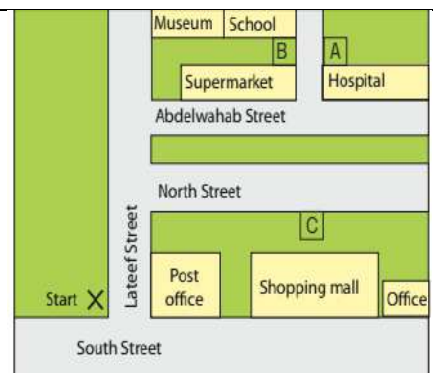 Museum School
B A
Supermarket Hospital
Abdelwahab Street
North Street
Lateef Street
C
Post
office
Shopping mall
Office
Start X
South Street